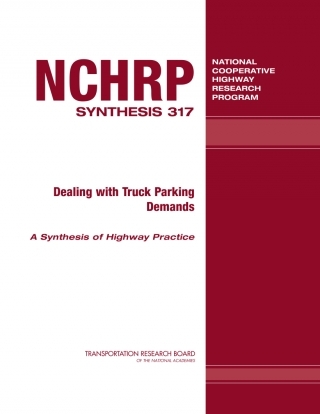 NCHRP
SYNTHESIS 317
NATIONAL
COOPERATIVE
HIGHWAY
RESEARCH
PROGRAM
Dealing with Truck Parking
Demands
A Synthesis of Highway Practice
TRANSPORTATION RESEARCH BOARD
OF THE NATIONAL ACADEMIES